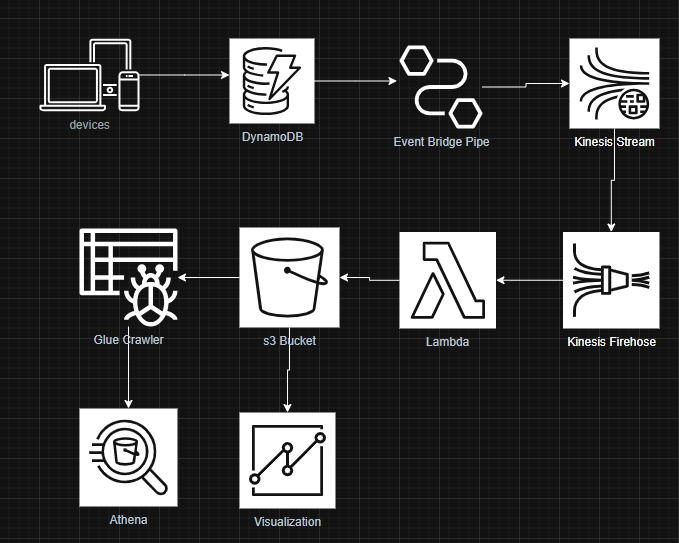 devices
DynamoDB
Event Bridge Pipe
Kinesis Stream
Glue Crawler
s3 Bucket
Lambda
Kinesis Firehose
Athena
Visualization